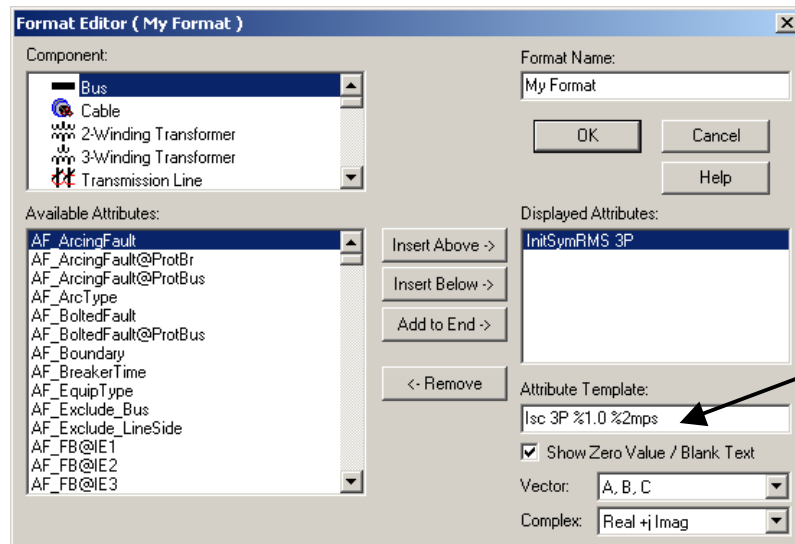 Format Editor ( My Format )
Component:
Bus
Cable
2-Winding Transformer
3-Winding Transformer
Transmission Line
Format Name:
My Format
OK
Cancel
Help
Available Attributes:
AF_ArcingFault
AF_ArcingFault@ProtBr
AF_ArcingFault@ProtBus
AF_ArcType
AF_BoltedFault
AF_BoltedFault@ProtBus
AF_Boundary
AF_BreakerTime
AF_EquipType
AF_Exclude_Bus
AF_Exclude_LineSide
AF_FB@IE1
AF_FB@IE2
AF_FB@IE3
Insert Above ->
Insert Below ->
Add to End ->
<- Remove
Displayed Attributes:
InitSymRMS 3P
Attribute Template:
Isc 3P %1.0 %2mps
Show Zero Value / Blank Text
Vector:
A, B, C
Complex:
Real +j Imag